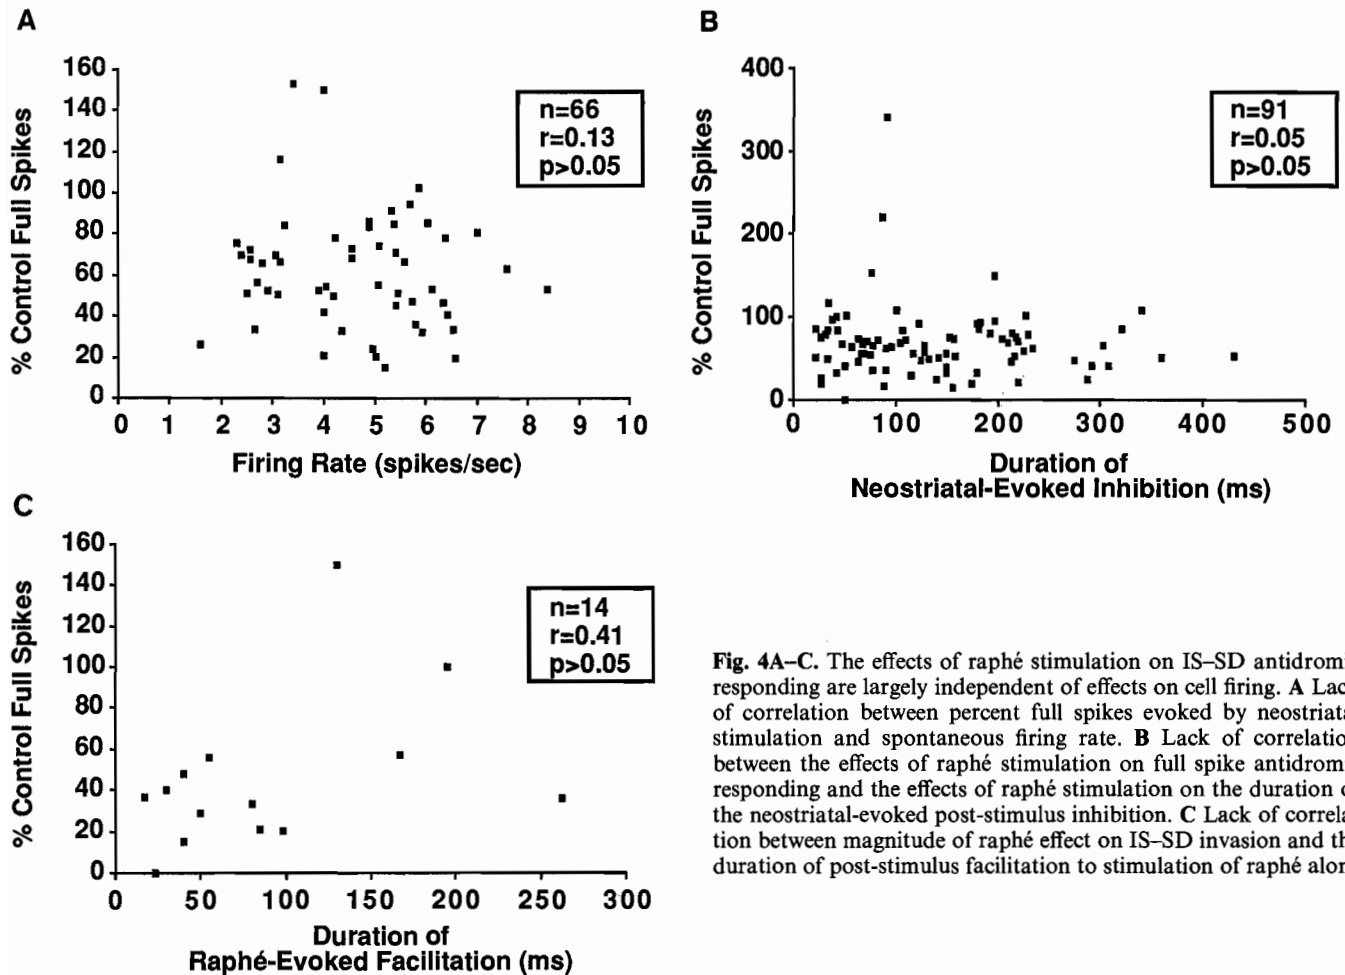 A
% Control Full Spikes
160
140
120
100
80
60
40
20
0
0 1 2 3 4 5 6 7 8 9 10
Firing Rate (spikes/sec)
n=66
r=0.13
p>0.05
B
% Control Full Spikes
400
300
200
100
0
0 100 200 300 400 500
Duration of
Neostriatal-Evoked Inhibition (ms)
n=91
r=0.05
p>0.05
C
% Control Full Spikes
160
140
120
100
80
60
40
20
0
0 50 100 150 200 250 300
Duration of
Raphé-Evoked Facilitation (ms)
n=14
r=0.41
p>0.05
Fig. 4A–C. The effects of raphé stimulation on IS–SD antidromi
responding are largely independent of effects on cell firing. A Lac
of correlation between percent full spikes evoked by neostriata
stimulation and spontaneous firing rate. B Lack of correlatio
between the effects of raphé stimulation on full spike antidromi
responding and the effects of raphé stimulation on the duration o
the neostriatal-evoked post-stimulus inhibition. C Lack of correla
tion between magnitude of raphé effect on IS–SD invasion and th
duration of post-stimulus facilitation to stimulation of raphé alon